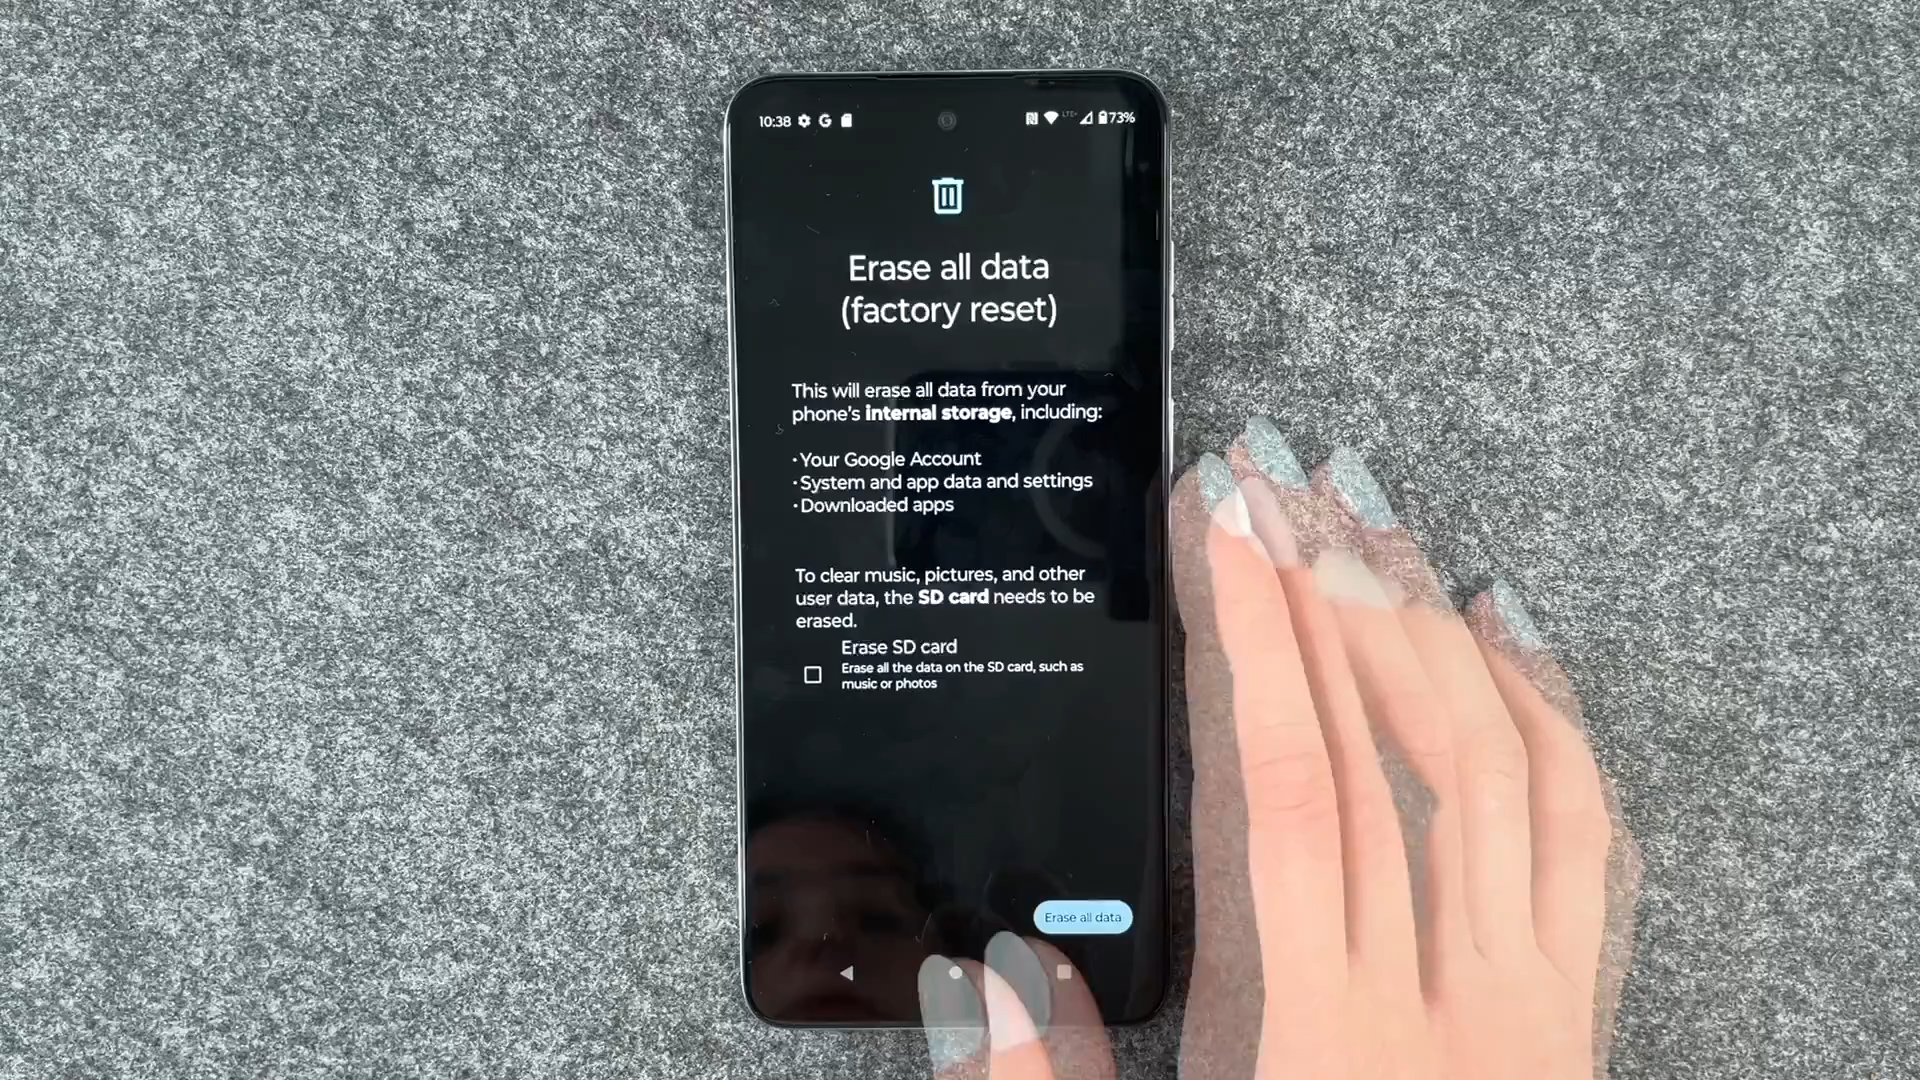 10:38 G LTE+ 73%
Erase all data
(factory reset)
This will erase all data from your
phone's internal storage, including:
• Your Google Account
• System and app data and settings
• Downloaded apps
To clear music, pictures, and other
user data, the SD card needs to be
erased.
Erase SD card
Erase all the data on the SD card, such as
music or photos
Erase all data